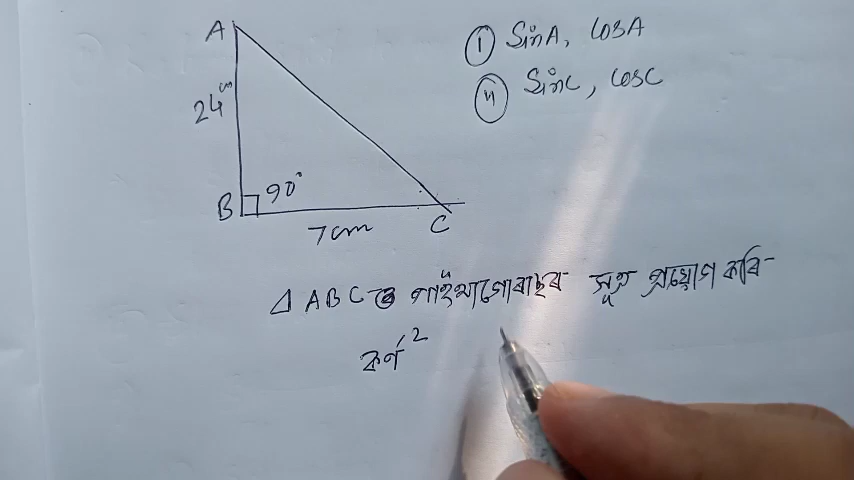 A
24cm
B
90°
7cm
C
(i) SinA, CosA
(ii) SinC, CosC
△ABC ত পাইথাগোৰাছৰ সূত্ৰ প্ৰয়োগ কৰি-
কৰ্ণ²